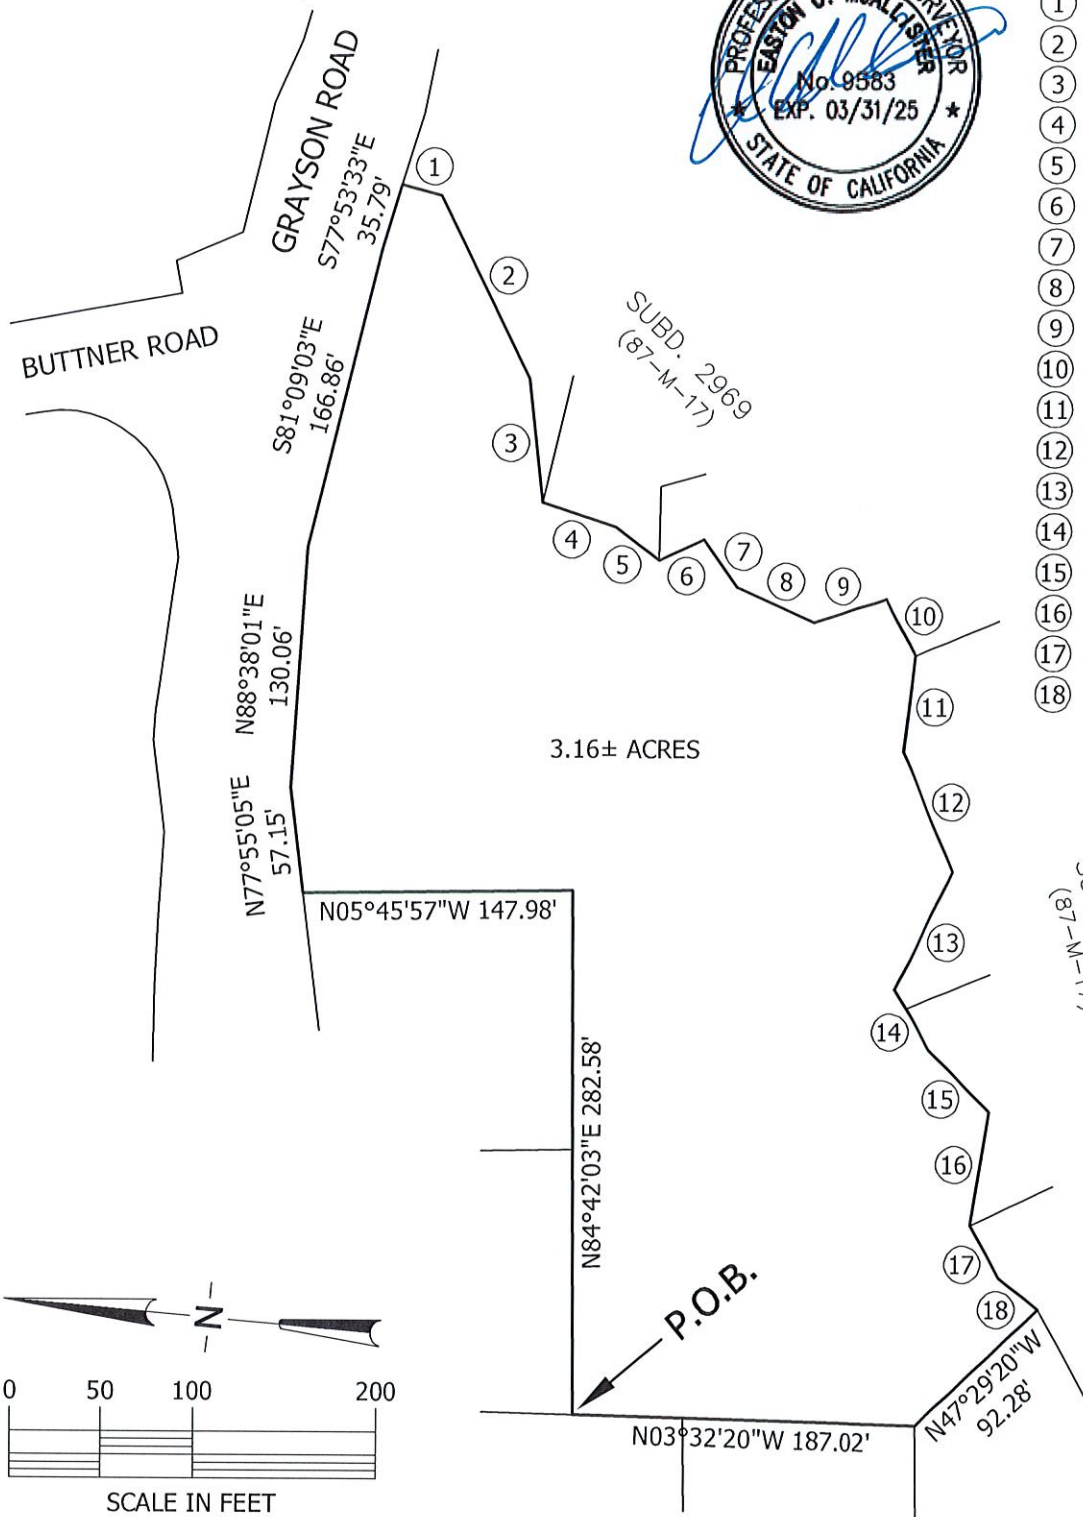 PROFESSIONAL
SURVEYOR
EASTON
No. 9583
EXP. 03/31/25
★ STATE OF CALIFORNIA ★
GRAYSON ROAD
S77°53'33"E
35.79'
BUTTNER ROAD
S81°09'03"E
166.86'
N88°38'01"E
130.06'
N77°55'05"E
57.15'
1
2
3
4
5
6
7
8
9
10
11
12
13
14
15
16
17
18
SUBD. 2969
(87-M-17)
3.16± ACRES
(87-M-17)
N05°45'57"W 147.98'
N84°42'03"E 282.58'
P.O.B.
N03°32'20"W 187.02'
N47°29'20"W
92.28'
N
0 50 100 200
SCALE IN FEET
1
2
3
4
5
6
7
8
9
10
11
12
13
14
15
16
17
18